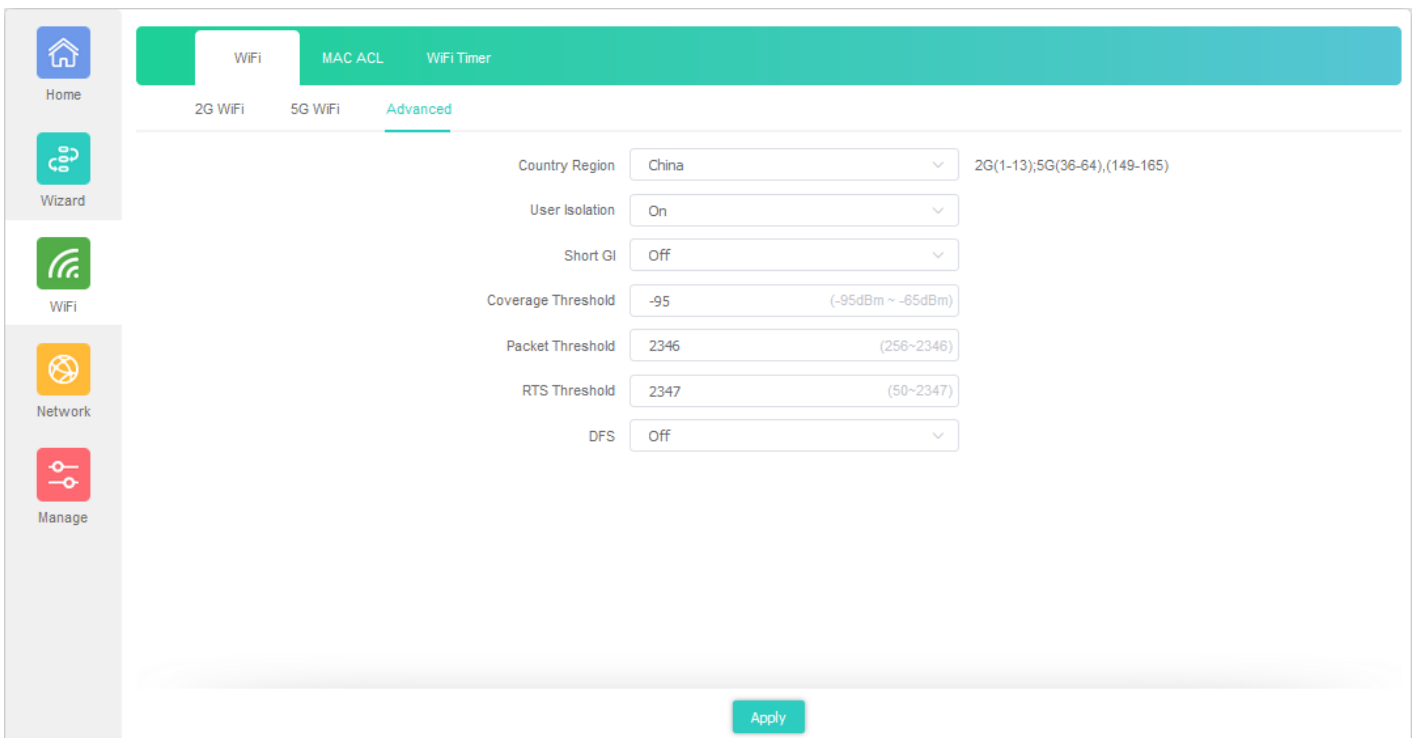 Home
Wizard
WiFi
Network
Manage
WiFi MAC ACL WiFi Timer
2G WiFi 5G WiFi Advanced
Country Region China 2G(1-13);5G(36-64),(149-165)
User Isolation On
Short GI Off
Coverage Threshold -95 (-95dBm ~ -65dBm)
Packet Threshold 2346 (256~2346)
RTS Threshold 2347 (50~2347)
DFS Off
Apply